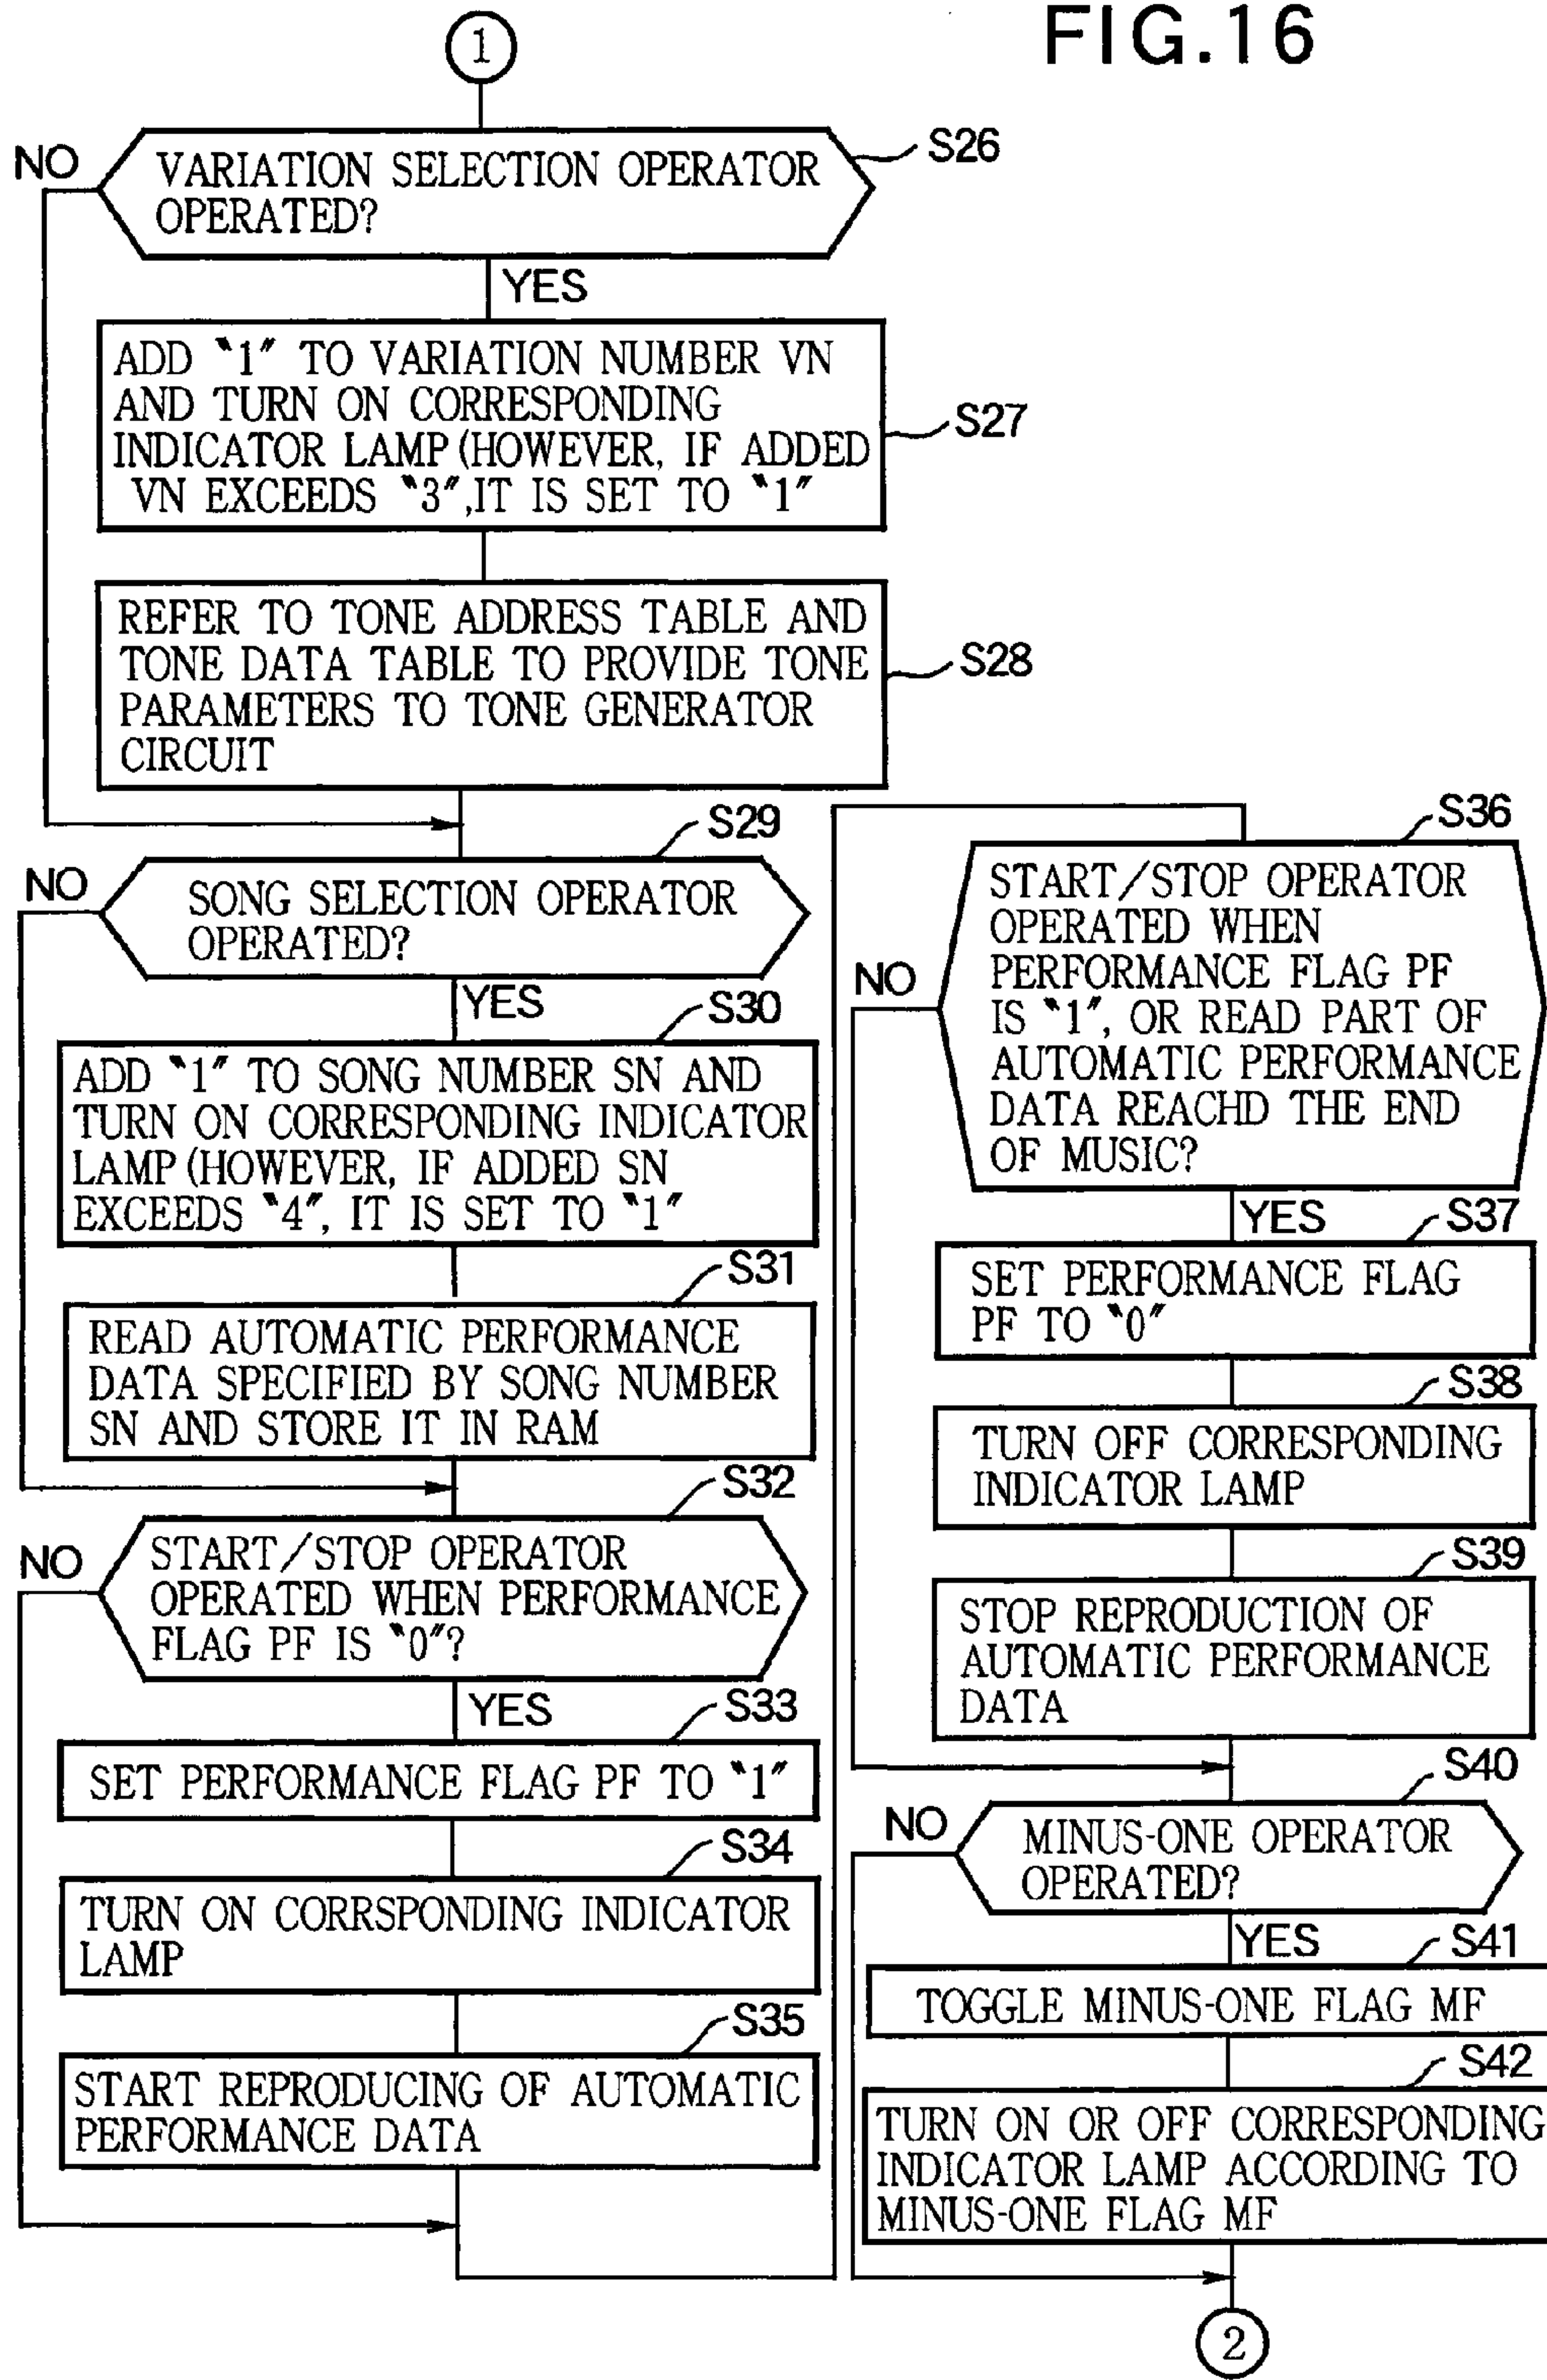 FIG.16
1
NO
VARIATION SELECTION OPERATOR
OPERATED?
S26
YES
ADD "1" TO VARIATION NUMBER VN
AND TURN ON CORRESPONDING
INDICATOR LAMP (HOWEVER, IF ADDED
VN EXCEEDS "3", IT IS SET TO "1"
S27
REFER TO TONE ADDRESS TABLE AND
TONE DATA TABLE TO PROVIDE TONE
PARAMETERS TO TONE GENERATOR
CIRCUIT
S28
S29
NO
SONG SELECTION OPERATOR
OPERATED?
YES
S30
ADD "1" TO SONG NUMBER SN AND
TURN ON CORRESPONDING INDICATOR
LAMP (HOWEVER, IF ADDED SN
EXCEEDS "4", IT IS SET TO "1"
S31
READ AUTOMATIC PERFORMANCE
DATA SPECIFIED BY SONG NUMBER
SN AND STORE IT IN RAM
S32
NO
START/STOP OPERATOR
OPERATED WHEN PERFORMANCE
FLAG PF IS "0"?
YES
S33
SET PERFORMANCE FLAG PF TO "1"
S34
TURN ON CORRSPONDING INDICATOR
LAMP
S35
START REPRODUCING OF AUTOMATIC
PERFORMANCE DATA
S36
START/STOP OPERATOR
OPERATED WHEN
PERFORMANCE FLAG PF
IS "1", OR READ PART OF
AUTOMATIC PERFORMANCE
DATA REACHD THE END
OF MUSIC?
NO
YES
S37
SET PERFORMANCE FLAG
PF TO "0"
S38
TURN OFF CORRESPONDING
INDICATOR LAMP
S39
STOP REPRODUCTION OF
AUTOMATIC PERFORMANCE
DATA
S40
NO
MINUS-ONE OPERATOR
OPERATED?
YES
S41
TOGGLE MINUS-ONE FLAG MF
S42
TURN ON OR OFF CORRESPONDING
INDICATOR LAMP ACCORDING TO
MINUS-ONE FLAG MF
2